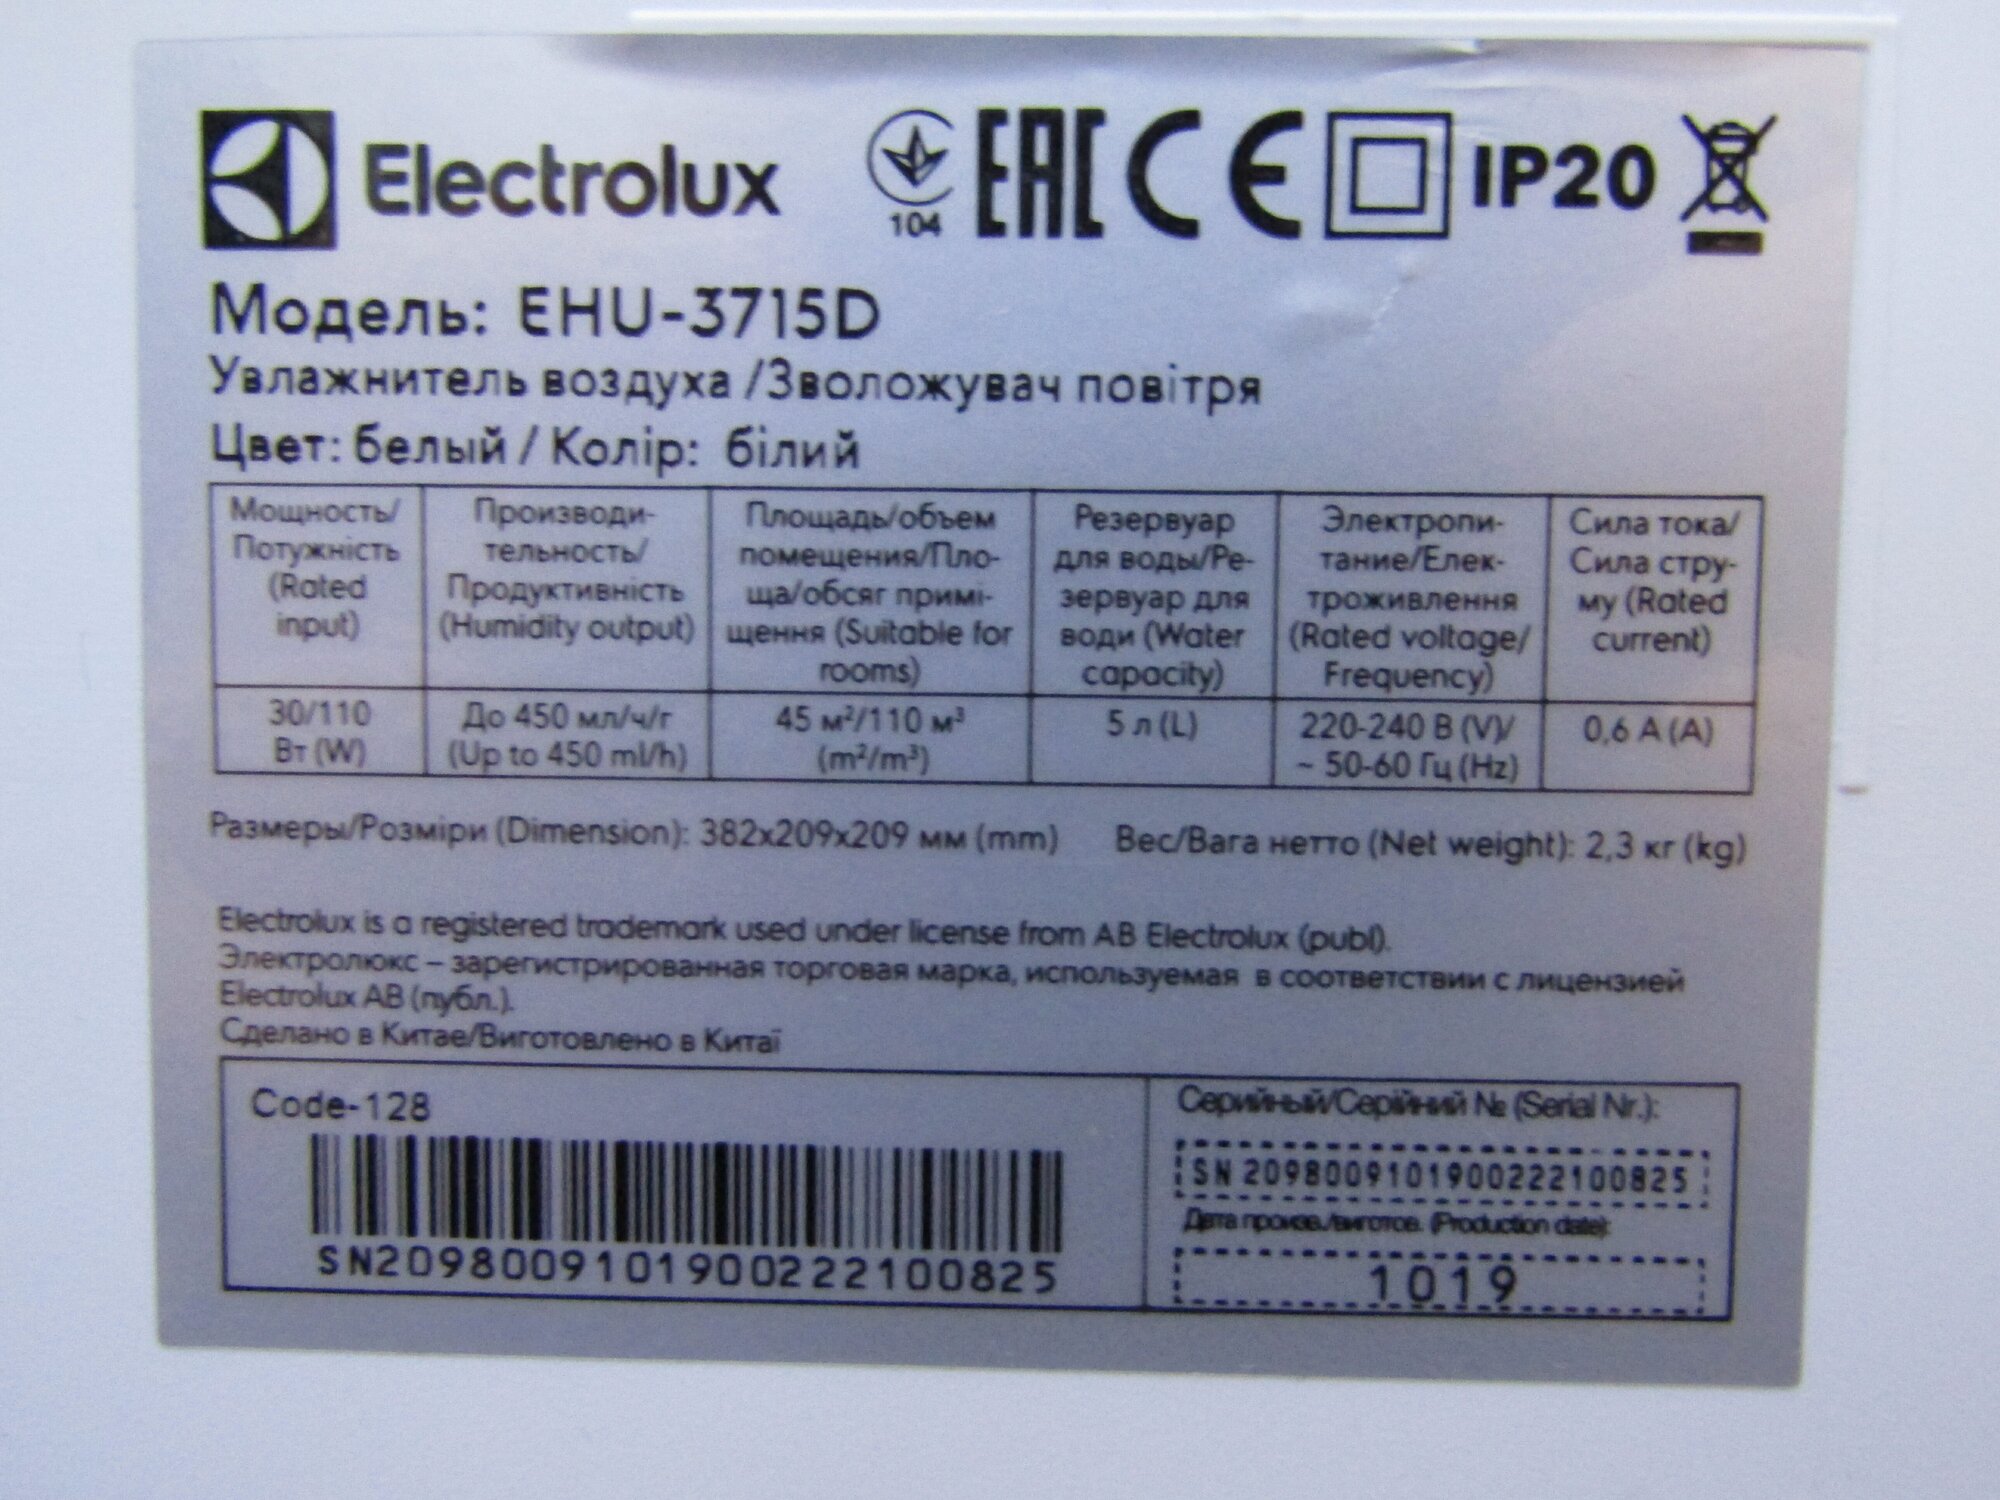 Electrolux 104 EAC CE IP20
Модель: EHU-3715D
Увлажнитель воздуха /Зволожувач повітря
Цвет: белый / Колір: білий
Мощность/
Потужність
(Rated
input)
Производи-
тельность/
Продуктивність
(Humidity output)
Площадь/объем
помещения/Пло-
ща/обсяг примі-
щення (Suitable for
rooms)
Резервуар
для воды/Ре-
зервуар для
води (Water
capacity)
Электропи-
тание/Елек-
троживлення
(Rated voltage/
Frequency)
Сила тока/
Сила стру-
му (Rated
current)
30/110
Вт (W)
До 450 мл/ч/г
(Up to 450 ml/h)
45 м²/110 м³
(m²/m³)
5 л (L)
220-240 В (V)/
~ 50-60 Гц (Hz)
0,6 А (A)
Размеры/Розміри (Dimension): 382x209x209 мм (mm) Вес/Вага нетто (Net weight): 2,3 кг (kg)
Electrolux is a registered trademark used under license from AB Electrolux (publ).
Электролюкс – зарегистрированная торговая марка, используемая в соответствии с лицензией
Electrolux AB (публ.).
Сделано в Китае/Виготовлено в Китаї
Code-128
SN2098009101900222100825
Серийный/Серійний № (Serial Nr.):
SN 2098009101900222100825
Дата произв./виготов. (Production date):
1019